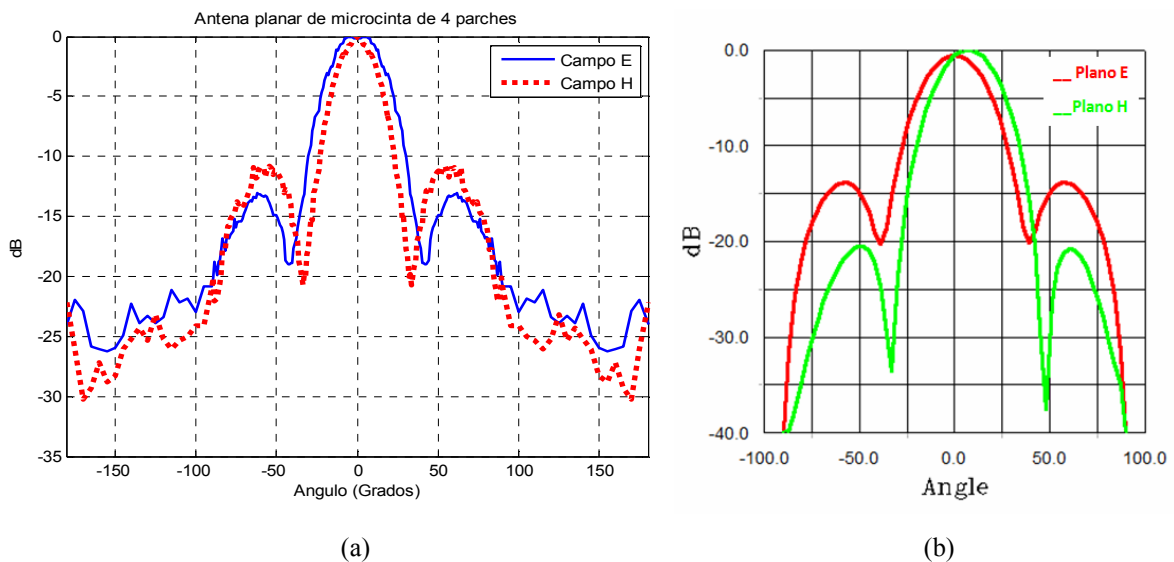 Antena planar de microcinta de 4 parches
0
-5
-10
-15
-20
-25
-30
-35
dB
-150
-100
-50
0
50
100
150
Angulo (Grados)
Campo E
Campo H
(a)
0.0
-10.0
-20.0
-30.0
-40.0
dB
-100.0
-50.0
0.0
50.0
100.0
Angle
__ Plano E
__Plano H
(b)